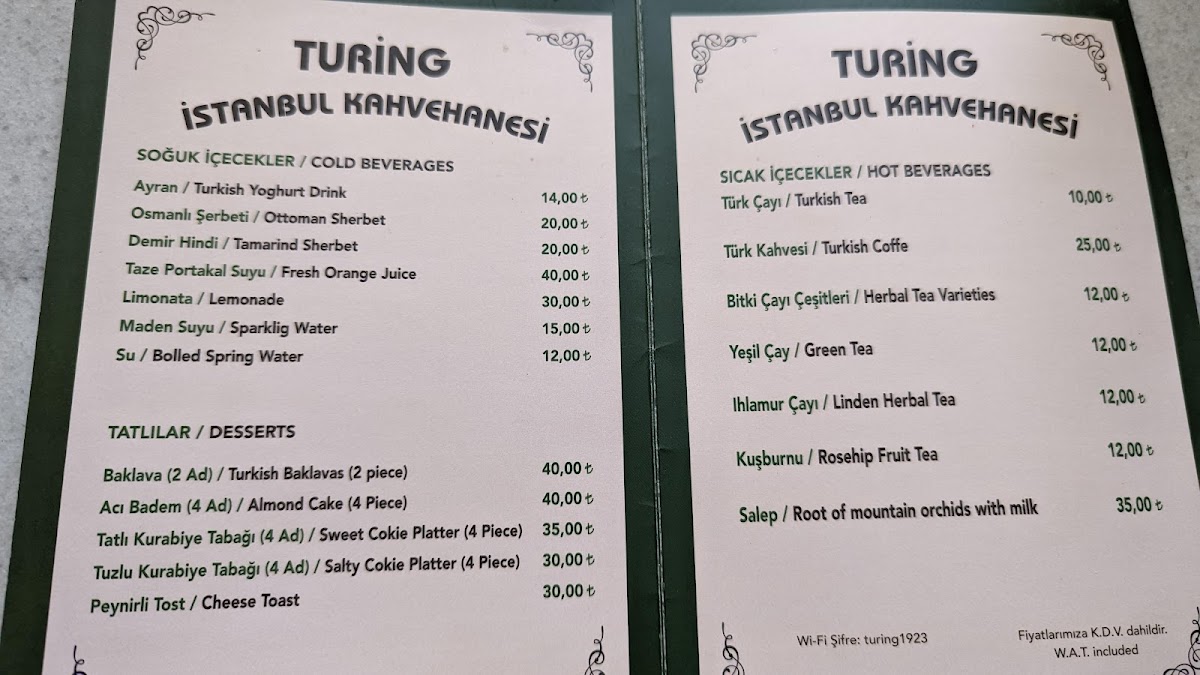 TURİNG
İSTANBUL KAHVEHANESİ
SOĞUK İÇECEKLER / COLD BEVERAGES
Ayran / Turkish Yoghurt Drink 14,00 ₺
Osmanlı Şerbeti / Ottoman Sherbet 20,00 ₺
Demir Hindi / Tamarind Sherbet 20,00 ₺
Taze Portakal Suyu / Fresh Orange Juice 40,00 ₺
Limonata / Lemonade 30,00 ₺
Maden Suyu / Sparklig Water 15,00 ₺
Su / Bolled Spring Water 12,00 ₺
TATLILAR / DESSERTS
Baklava (2 Ad) / Turkish Baklavas (2 piece) 40,00 ₺
Acı Badem (4 Ad) / Almond Cake (4 Piece) 40,00 ₺
Tatlı Kurabiye Tabağı (4 Ad) / Sweet Cokie Platter (4 Piece) 35,00 ₺
Tuzlu Kurabiye Tabağı (4 Ad) / Salty Cokie Platter (4 Piece) 30,00 ₺
Peynirli Tost / Cheese Toast 30,00 ₺
TURİNG
İSTANBUL KAHVEHANESİ
SICAK İÇECEKLER / HOT BEVERAGES
Türk Çayı / Turkish Tea 10,00 ₺
Türk Kahvesi / Turkish Coffe 25,00 ₺
Bitki Çayı Çeşitleri / Herbal Tea Varieties 12,00 ₺
Yeşil Çay / Green Tea 12,00 ₺
Ihlamur Çayı / Linden Herbal Tea 12,00 ₺
Kuşburnu / Rosehip Fruit Tea 12,00 ₺
Salep / Root of mountain orchids with milk 35,00 ₺
Wi-Fi Şifre: turing1923
Fiyatlarımıza K.D.V. dahildir.
W.A.T. included